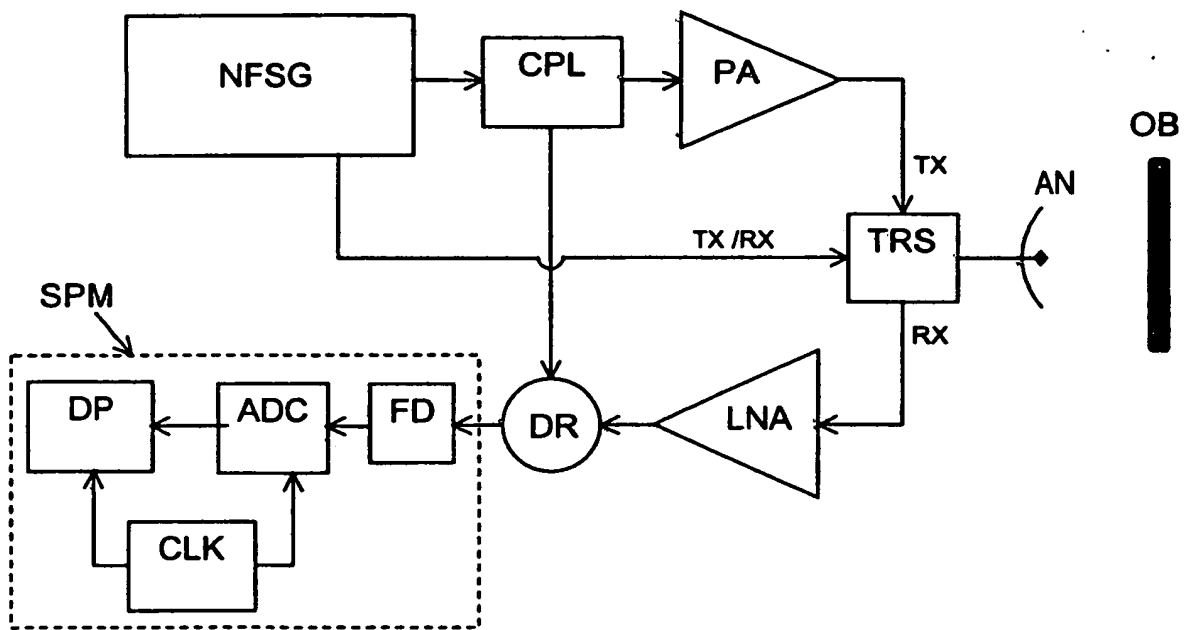 NFSG
CPL
PA
OB
TX
AN
TX /RX
TRS
SPM
RX
DP
ADC
FD
DR
LNA
CLK